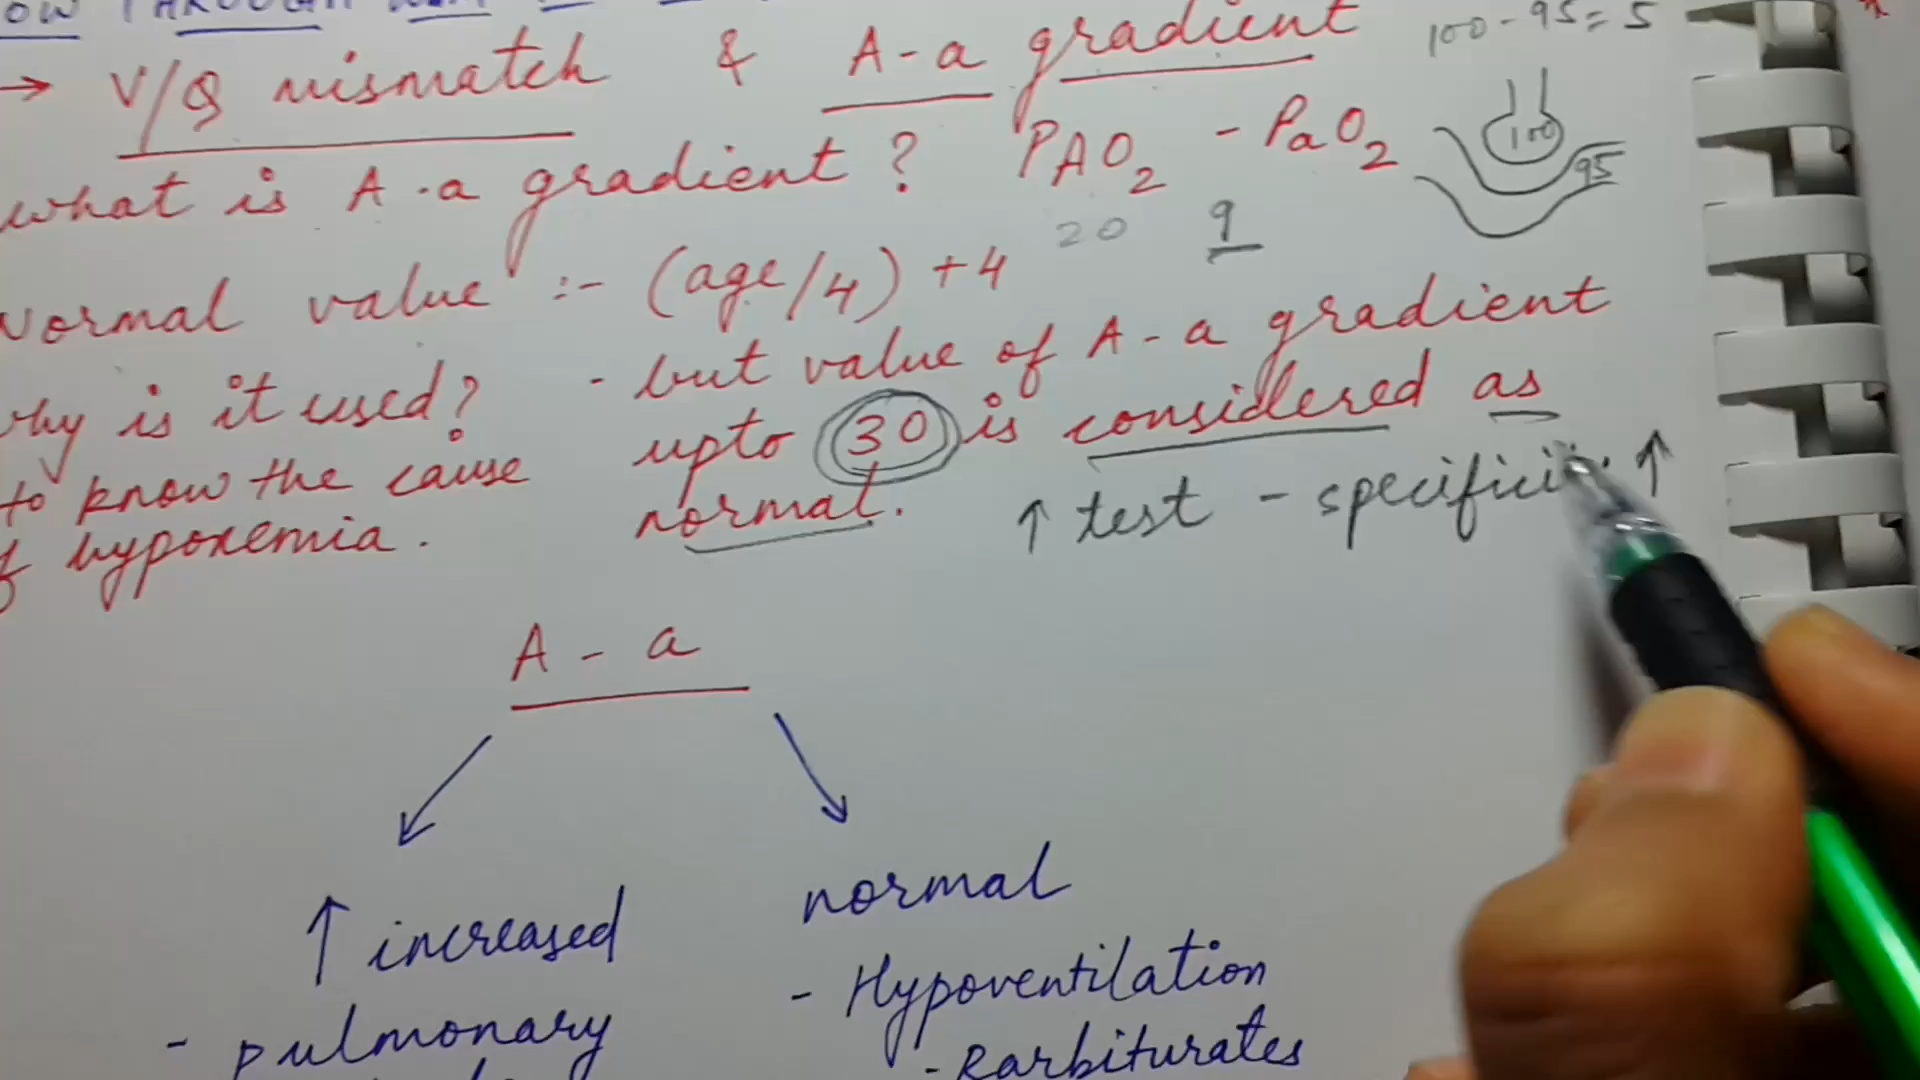 → V/Q mismatch & A-a gradient
100 - 95 = 5
what is A-a gradient? PAO₂ - PaO₂
100
95
20 9
Normal value :- (age/4) + 4
why is it used? - but value of A-a gradient
to know the cause upto 30 is considered as
of hypoxemia. normal. ↑ test - specificity ↑
A - a
↑ increased normal
- Hypoventilation
- pulmonary
- Barbiturates